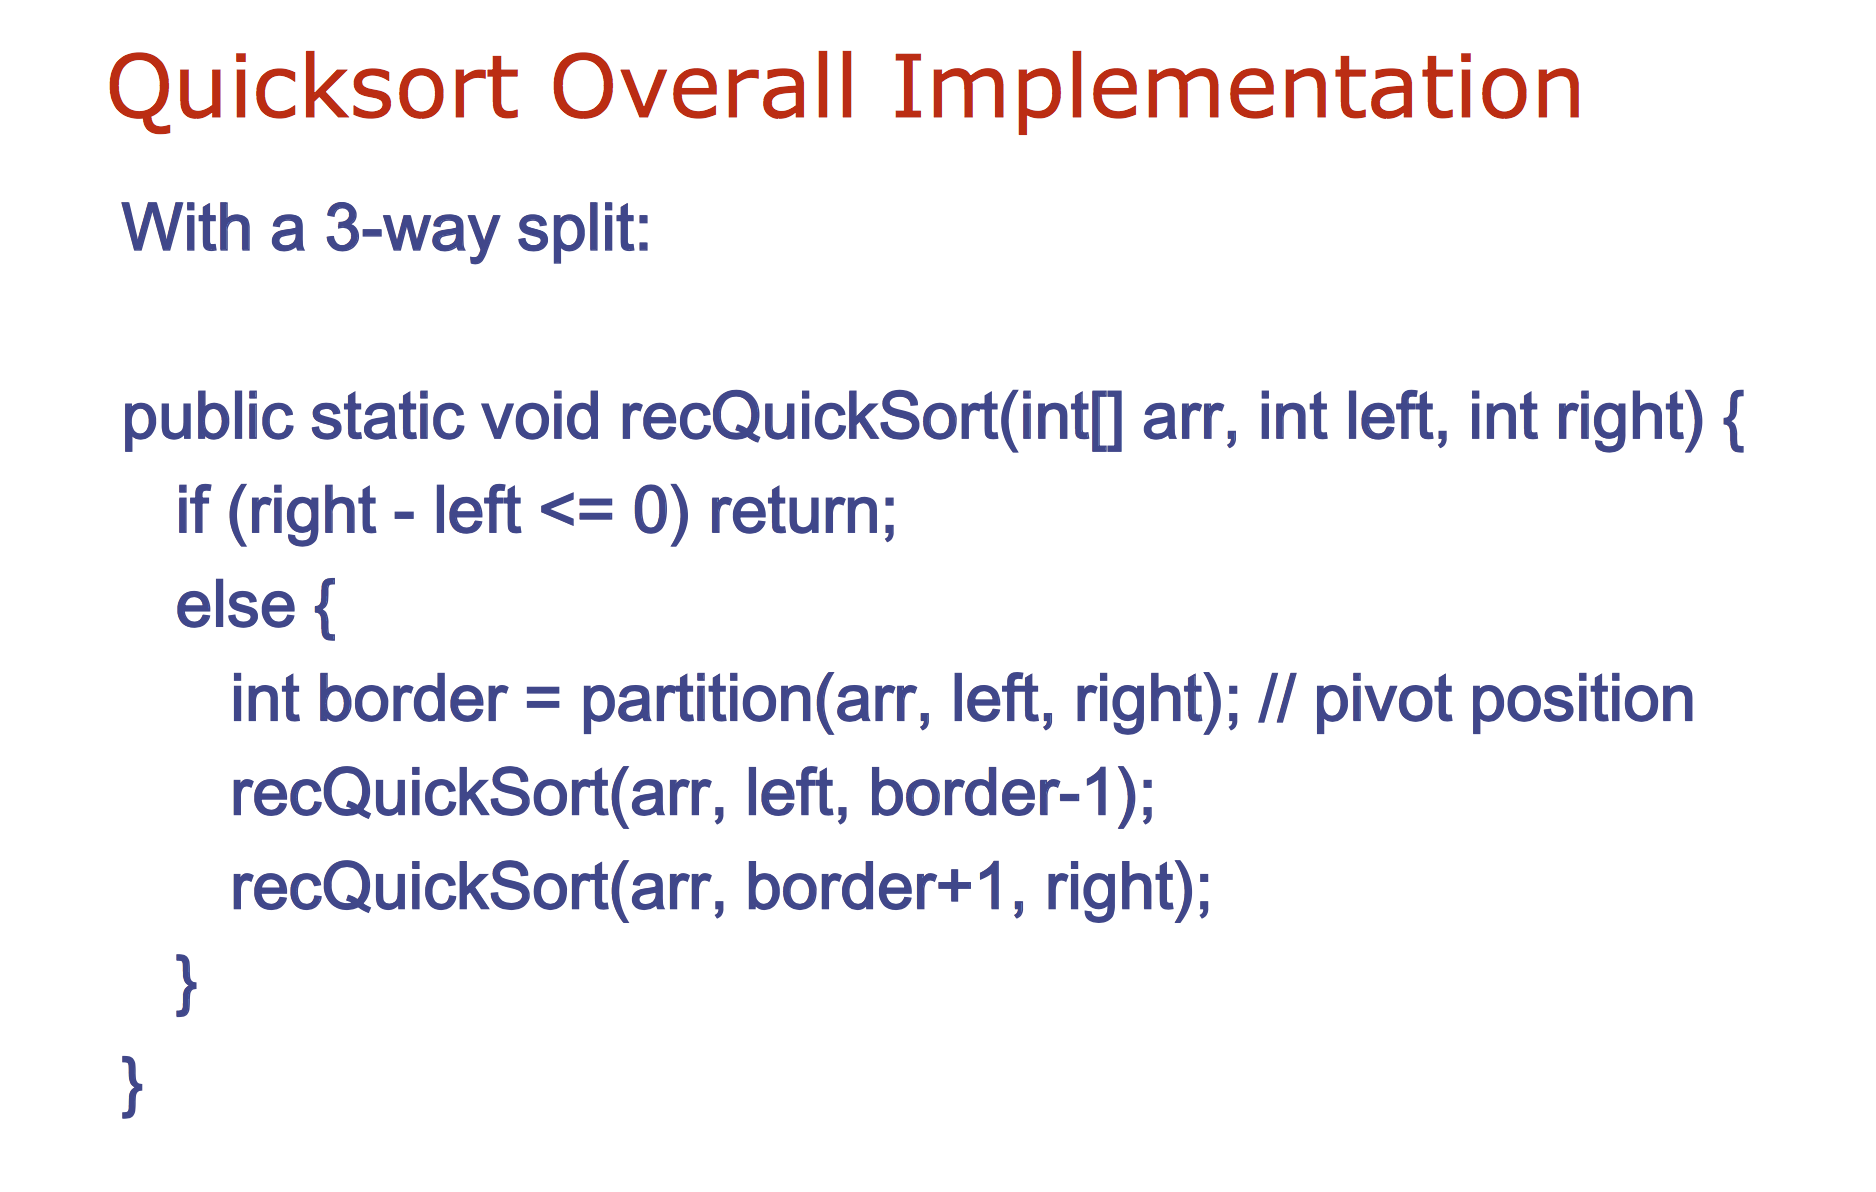 Quicksort Overall Implementation
With a 3-way split:
public static void recQuickSort(int[] arr, int left, int right) {
if (right - left <= 0) return;
else {
int border = partition(arr, left, right); // pivot position
recQuickSort(arr, left, border-1);
recQuickSort(arr, border+1, right);
}
}